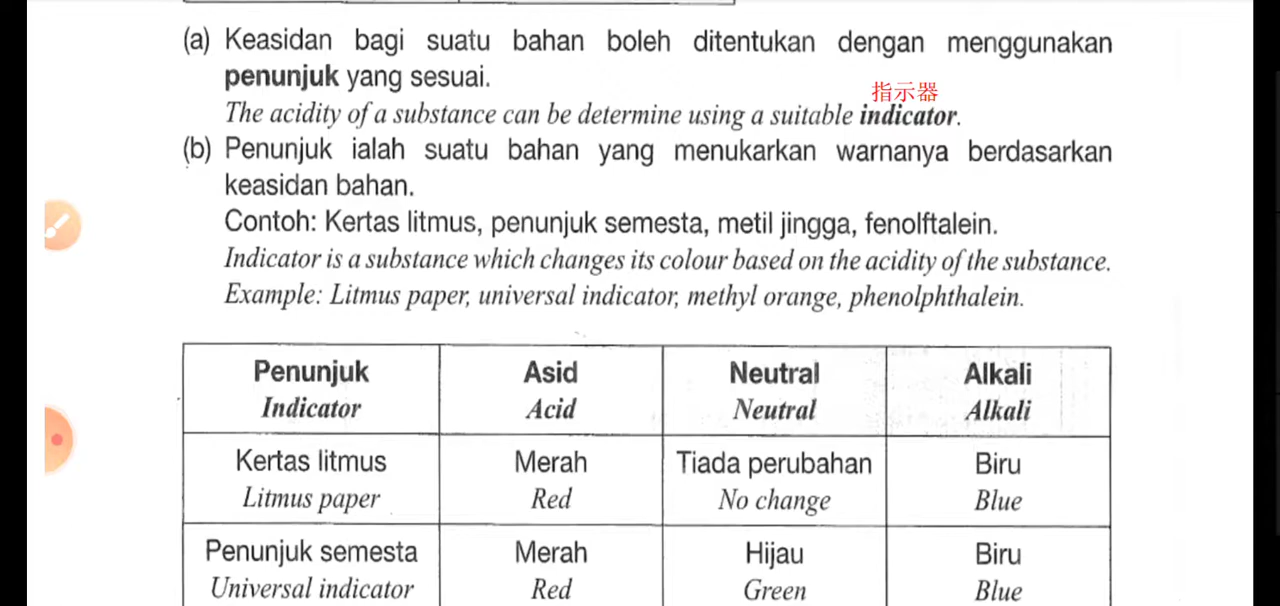 (a) Keasidan bagi suatu bahan boleh ditentukan dengan menggunakan
penunjuk yang sesuai.
指示器
The acidity of a substance can be determine using a suitable indicator.
(b) Penunjuk ialah suatu bahan yang menukarkan warnanya berdasarkan
keasidan bahan.
Contoh: Kertas litmus, penunjuk semesta, metil jingga, fenolftalein.
Indicator is a substance which changes its colour based on the acidity of the substance.
Example: Litmus paper, universal indicator, methyl orange, phenolphthalein.
Penunjuk Asid Neutral Alkali
Indicator Acid Neutral Alkali
Kertas litmus Merah Tiada perubahan Biru
Litmus paper Red No change Blue
Penunjuk semesta Merah Hijau Biru
Universal indicator Red Green Blue